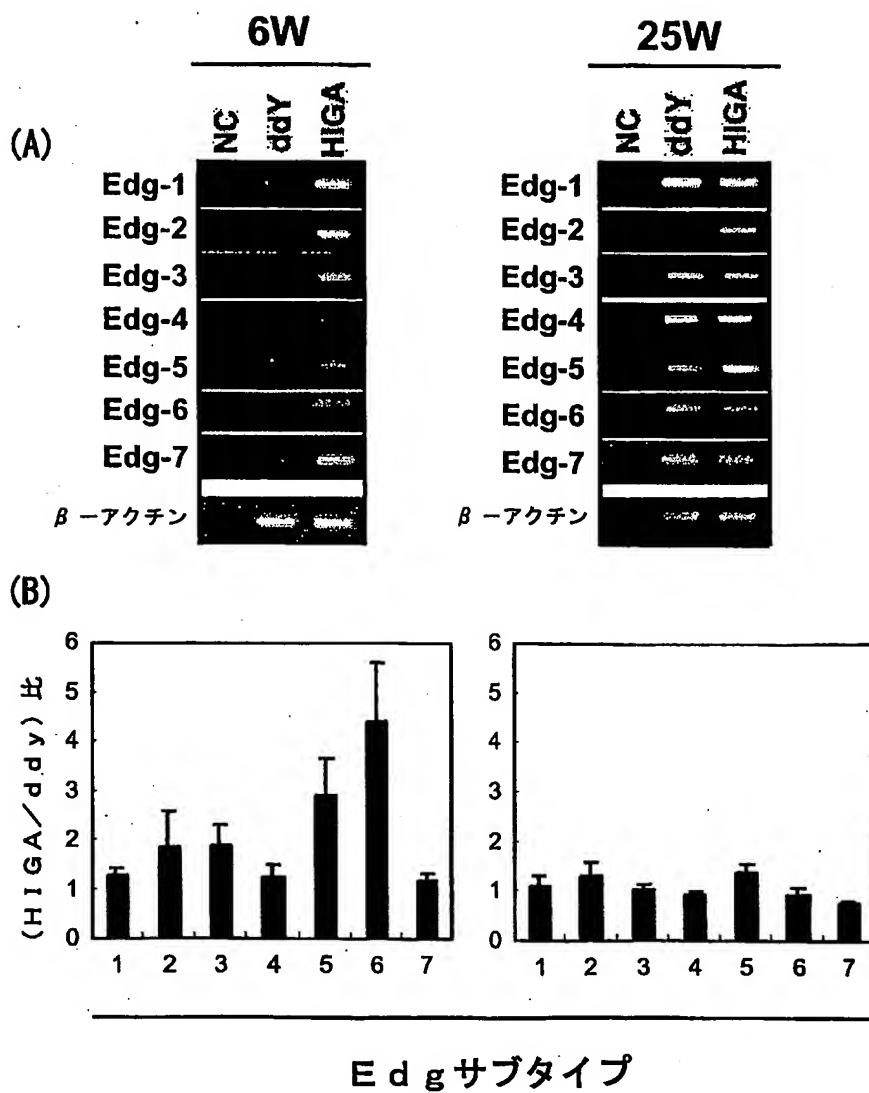 6W
25W
(A)
NC ddY HIGA
NC ddY HIGA
Edg-1
Edg-2
Edg-3
Edg-4
Edg-5
Edg-6
Edg-7
β-アクチン
Edg-1
Edg-2
Edg-3
Edg-4
Edg-5
Edg-6
Edg-7
β-アクチン
(B)
(HIGA/ddy)比
6
5
4
3
2
1
0
1 2 3 4 5 6 7
6
5
4
3
2
1
0
1 2 3 4 5 6 7
Edgサブタイプ